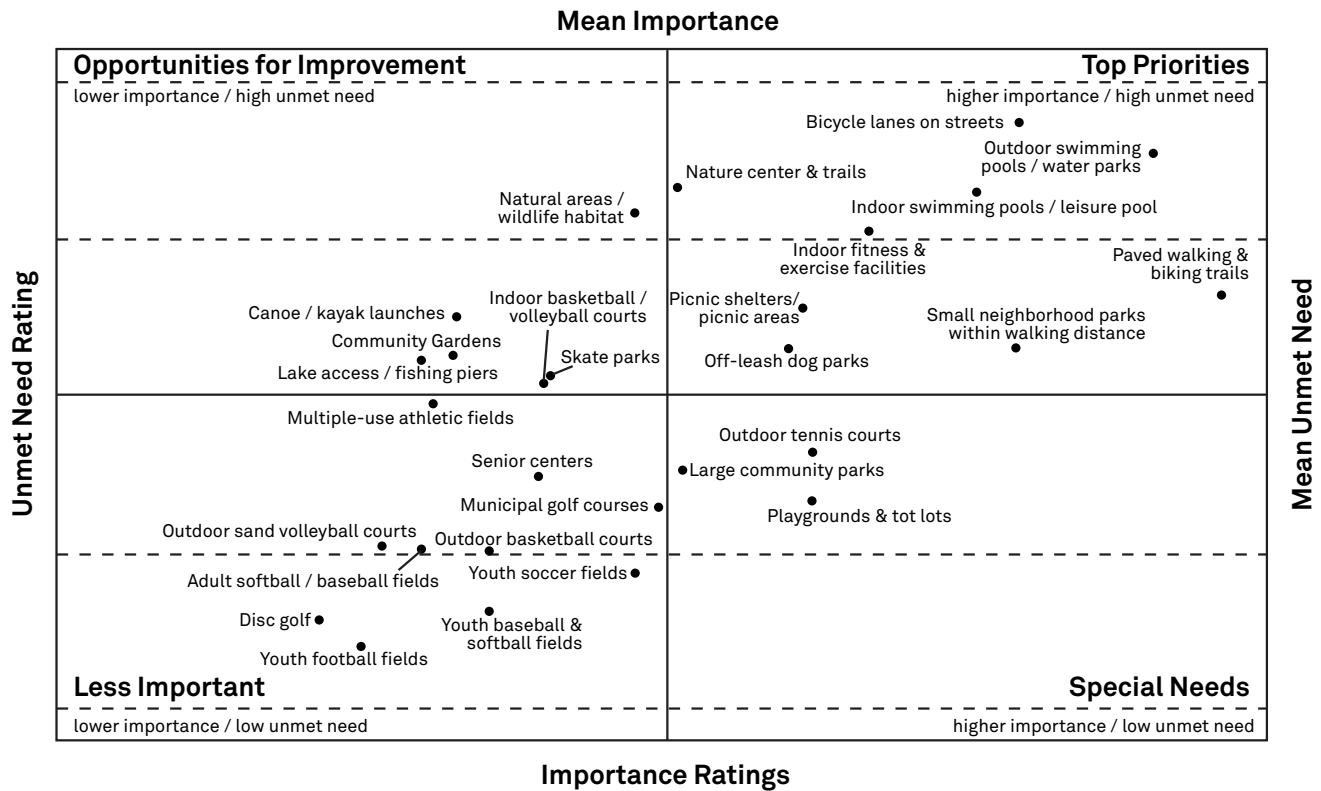 Mean Importance
Opportunities for Improvement
Top Priorities
lower importance / high unmet need
higher importance / high unmet need
Bicycle lanes on streets
Outdoor swimming
pools / water parks
Nature center & trails
Natural areas /
wildlife habitat
Indoor swimming pools / leisure pool
Indoor fitness &
exercise facilities
Paved walking &
biking trails
Indoor basketball /
volleyball courts
Picnic shelters/
picnic areas
Canoe / kayak launches
Small neighborhood parks
within walking distance
Community Gardens
Skate parks
Off-leash dog parks
Lake access / fishing piers
Unmet Need Rating
Mean Unmet Need
Multiple-use athletic fields
Outdoor tennis courts
Senior centers
Large community parks
Municipal golf courses
Playgrounds & tot lots
Outdoor sand volleyball courts
Outdoor basketball courts
Adult softball / baseball fields
Youth soccer fields
Disc golf
Youth baseball &
softball fields
Youth football fields
Less Important
Special Needs
lower importance / low unmet need
higher importance / low unmet need
Importance Ratings